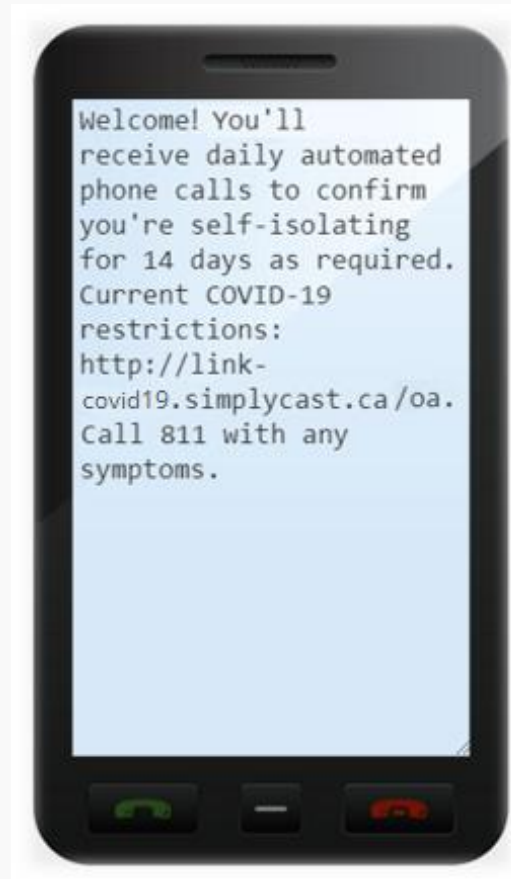 Welcome! You'll
receive daily automated
phone calls to confirm
you're self-isolating
for 14 days as required.
Current COVID-19
restrictions:
http://link-
covid19.simplycast.ca/oa.
Call 811 with any
symptoms.